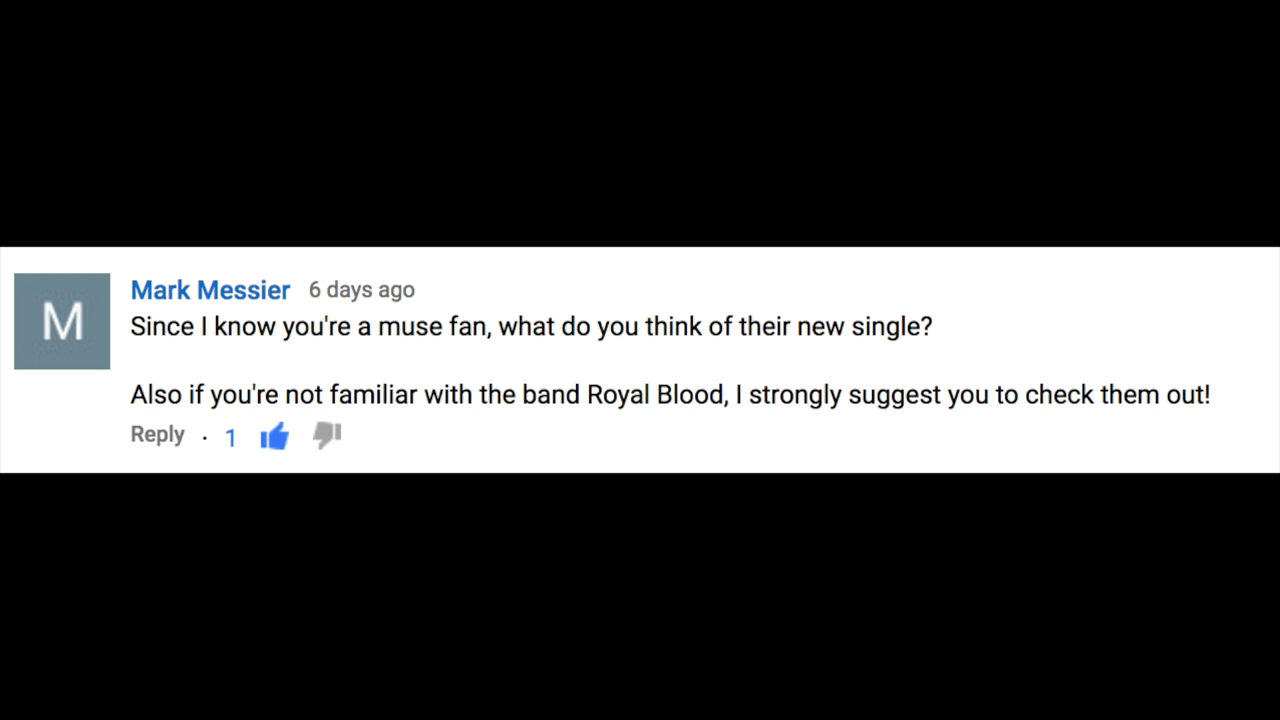 M
Mark Messier 6 days ago
Since I know you're a muse fan, what do you think of their new single?
Also if you're not familiar with the band Royal Blood, I strongly suggest you to check them out!
Reply · 1